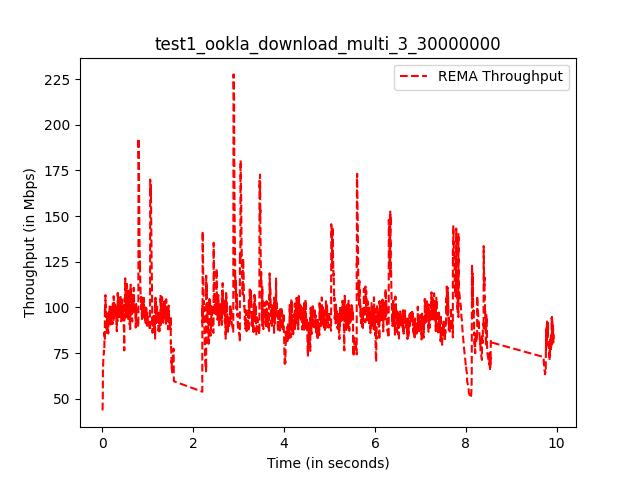 test1_ookla_download_multi_3_30000000
REMA Throughput
Throughput (in Mbps)
225
200
175
150
125
100
75
50
0 2 4 6 8 10
Time (in seconds)